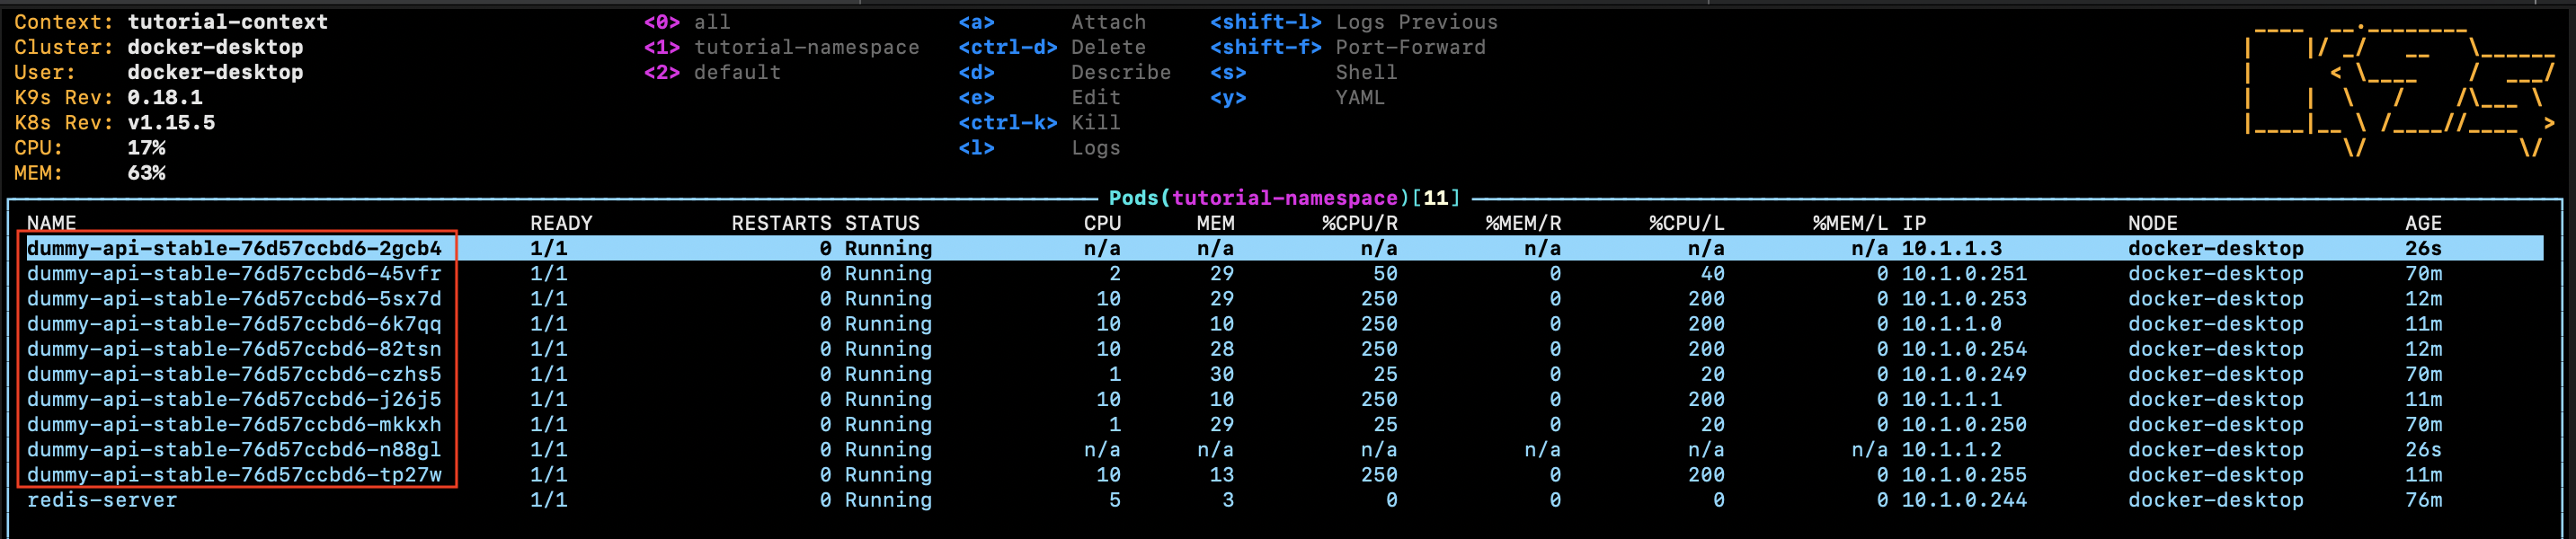 Context: tutorial-context <0> all <a> Attach <shift-l> Logs Previous
Cluster: docker-desktop <1> tutorial-namespace <ctrl-d> Delete <shift-f> Port-Forward
User: docker-desktop <2> default <d> Describe <s> Shell
K9s Rev: 0.18.1 <e> Edit <y> YAML
K8s Rev: v1.15.5 <ctrl-k> Kill
CPU: 17% <l> Logs
MEM: 63%
Pods(tutorial-namespace)[11]
NAME READY RESTARTS STATUS CPU MEM %CPU/R %MEM/R %CPU/L %MEM/L IP NODE AGE
dummy-api-stable-76d57ccbd6-2gcb4 1/1 0 Running n/a n/a n/a n/a n/a n/a 10.1.1.3 docker-desktop 26s
dummy-api-stable-76d57ccbd6-45vfr 1/1 0 Running 2 29 50 0 40 0 10.1.0.251 docker-desktop 70m
dummy-api-stable-76d57ccbd6-5sx7d 1/1 0 Running 10 29 250 0 200 0 10.1.0.253 docker-desktop 12m
dummy-api-stable-76d57ccbd6-6k7qq 1/1 0 Running 10 10 250 0 200 0 10.1.1.0 docker-desktop 11m
dummy-api-stable-76d57ccbd6-82tsn 1/1 0 Running 10 28 250 0 200 0 10.1.0.254 docker-desktop 12m
dummy-api-stable-76d57ccbd6-czhs5 1/1 0 Running 1 30 25 0 20 0 10.1.0.249 docker-desktop 70m
dummy-api-stable-76d57ccbd6-j26j5 1/1 0 Running 10 10 250 0 200 0 10.1.1.1 docker-desktop 11m
dummy-api-stable-76d57ccbd6-mkkxh 1/1 0 Running 1 29 25 0 20 0 10.1.0.250 docker-desktop 70m
dummy-api-stable-76d57ccbd6-n88gl 1/1 0 Running n/a n/a n/a n/a n/a n/a 10.1.1.2 docker-desktop 26s
dummy-api-stable-76d57ccbd6-tp27w 1/1 0 Running 10 13 250 0 200 0 10.1.0.255 docker-desktop 11m
redis-server 1/1 0 Running 5 3 0 0 0 0 10.1.0.244 docker-desktop 76m